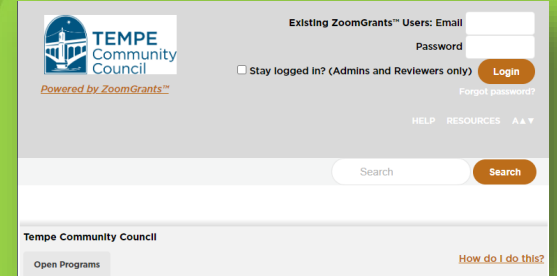 TEMPE
Community
Council
Powered by ZoomGrants™
Existing ZoomGrants™ Users: Email
Password
Stay logged in? (Admins and Reviewers only)
Login
Forgot password?
HELP RESOURCES A▲▼
Search
Search
Tempe Community Council
Open Programs
How do I do this?